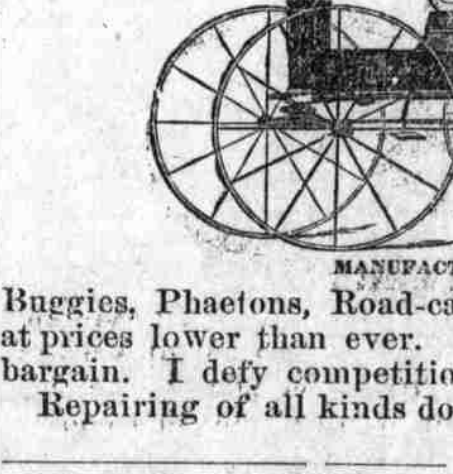 MANUFACT
Buggies, Phaetons, Road-ca
at prices lower than ever.
bargain. I defy competitio
Repairing of all kinds do